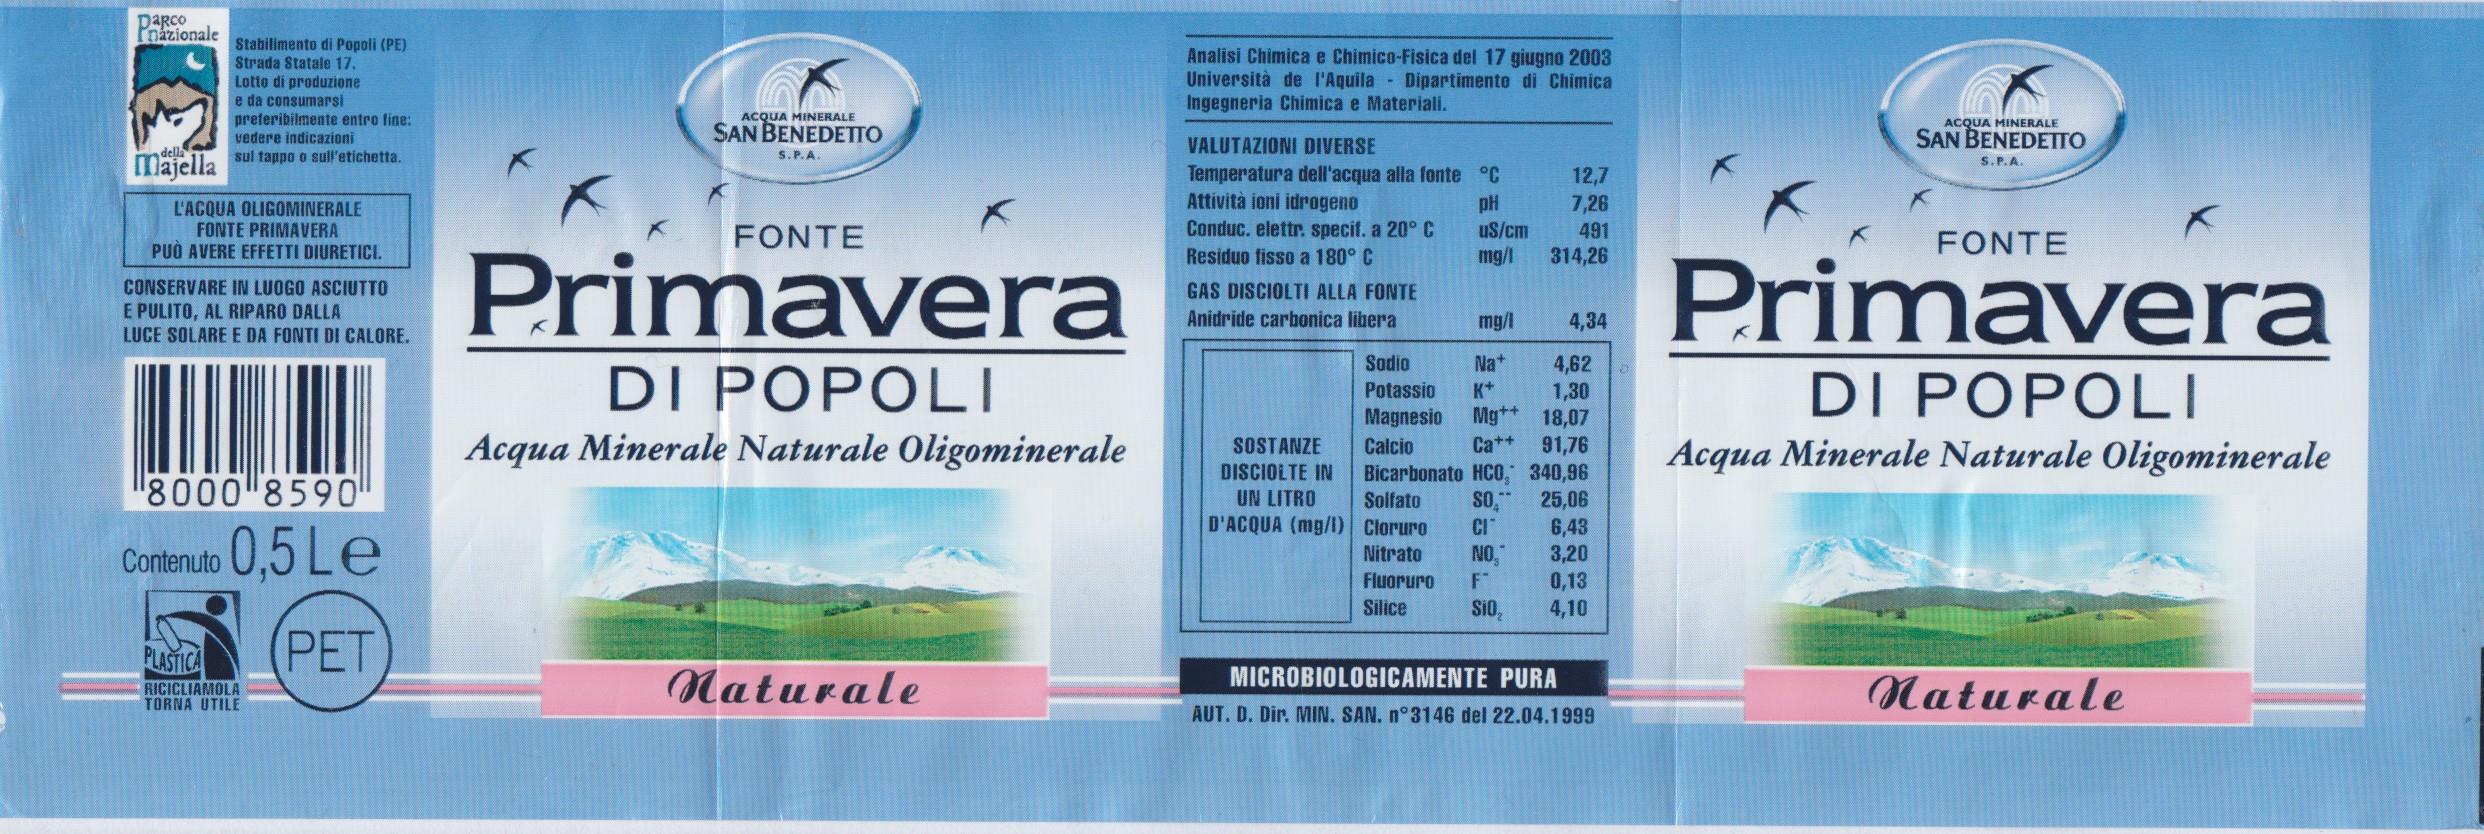 Parco
nazionale
della
Majella
Stabilimento di Popoli (PE)
Strada Statale 17.
Lotto di produzione
e da consumarsi
preferibilmente entro fine:
vedere indicazioni
sul tappo o sull'etichetta.
L'ACQUA OLIGOMINERALE
FONTE PRIMAVERA
PUÒ AVERE EFFETTI DIURETICI.
CONSERVARE IN LUOGO ASCIUTTO
E PULITO, AL RIPARO DALLA
LUCE SOLARE E DA FONTI DI CALORE.
8000 8590
Contenuto 0,5 L e
PLASTICA
RICICLIAMOLA
TORNA UTILE
PET
ACQUA MINERALE
SAN BENEDETTO
S.P.A.
FONTE
Primavera
DI POPOLI
Acqua Minerale Naturale Oligominerale
Naturale
Analisi Chimica e Chimico-Fisica del 17 giugno 2003
Università de l'Aquila - Dipartimento di Chimica
Ingegneria Chimica e Materiali.
VALUTAZIONI DIVERSE
Temperatura dell'acqua alla fonte °C 12,7
Attività ioni idrogeno pH 7,26
Conduc. elettr. specif. a 20° C uS/cm 491
Residuo fisso a 180° C mg/l 314,26
GAS DISCIOLTI ALLA FONTE
Anidride carbonica libera mg/l 4,34
SOSTANZE
DISCIOLTE IN
UN LITRO
D'ACQUA (mg/l)
Sodio Na⁺ 4,62
Potassio K⁺ 1,30
Magnesio Mg⁺⁺ 18,07
Calcio Ca⁺⁺ 91,76
Bicarbonato HCO₃⁻ 340,96
Solfato SO₄⁻⁻ 25,06
Cloruro Cl⁻ 6,43
Nitrato NO₃⁻ 3,20
Fluoruro F⁻ 0,13
Silice SiO₂ 4,10
MICROBIOLOGICAMENTE PURA
AUT. D. Dir. MIN. SAN. n°3146 del 22.04.1999
ACQUA MINERALE
SAN BENEDETTO
S.P.A.
FONTE
Primavera
DI POPOLI
Acqua Minerale Naturale Oligominerale
Naturale